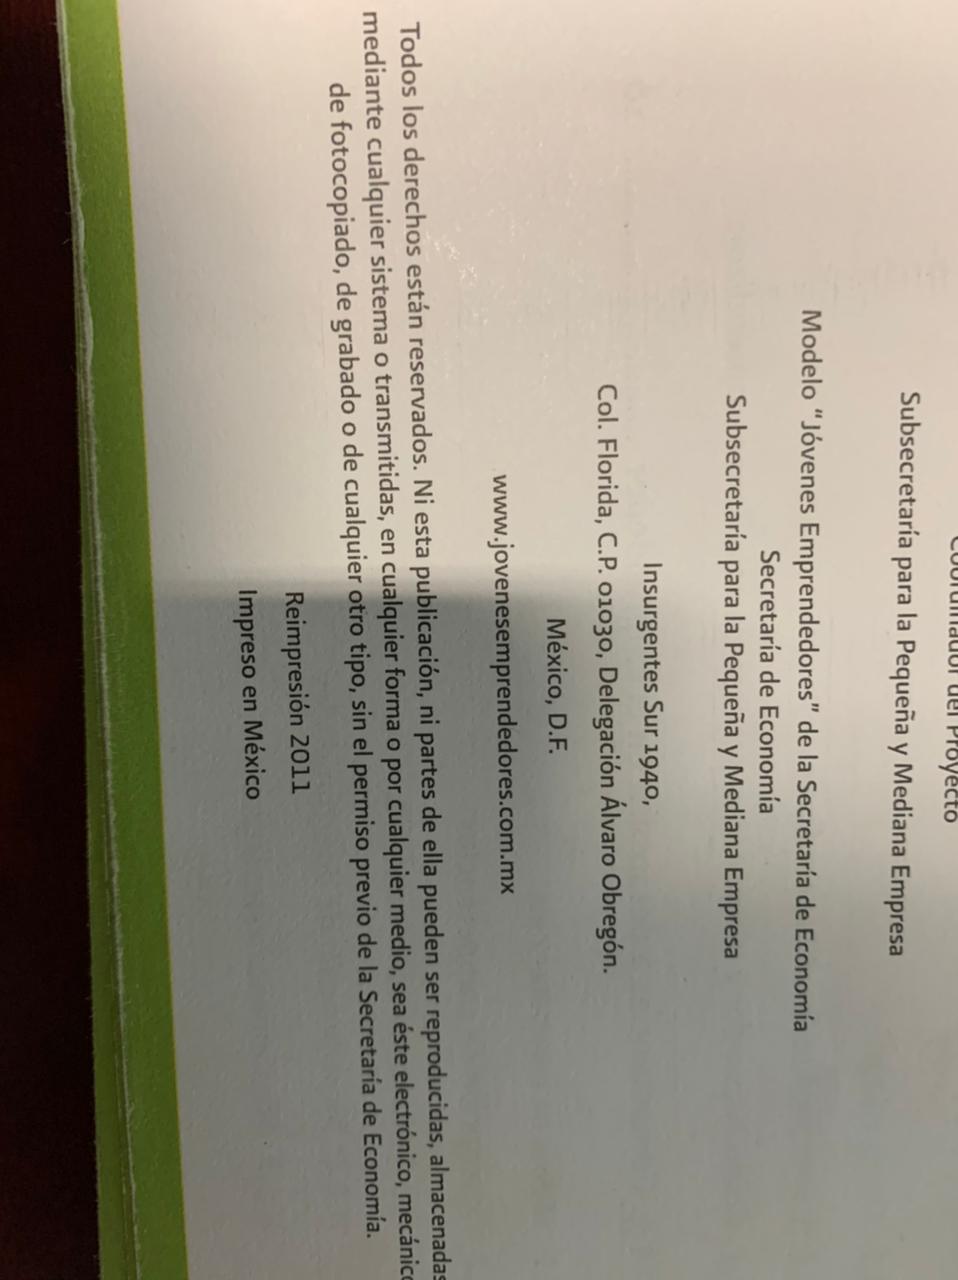 Coordinador del Proyecto
Subsecretaría para la Pequeña y Mediana Empresa
Modelo “Jóvenes Emprendedores” de la Secretaría de Economía
Secretaría de Economía
Subsecretaría para la Pequeña y Mediana Empresa
Insurgentes Sur 1940,
Col. Florida, C.P. 01030, Delegación Álvaro Obregón.
México, D.F.
www.jovenesemprendedores.com.mx
Todos los derechos están reservados. Ni esta publicación, ni partes de ella pueden ser reproducidas, almacenadas
mediante cualquier sistema o transmitidas, en cualquier forma o por cualquier medio, sea éste electrónico, mecánico
de fotocopiado, de grabado o de cualquier otro tipo, sin el permiso previo de la Secretaría de Economía.
Reimpresión 2011
Impreso en México